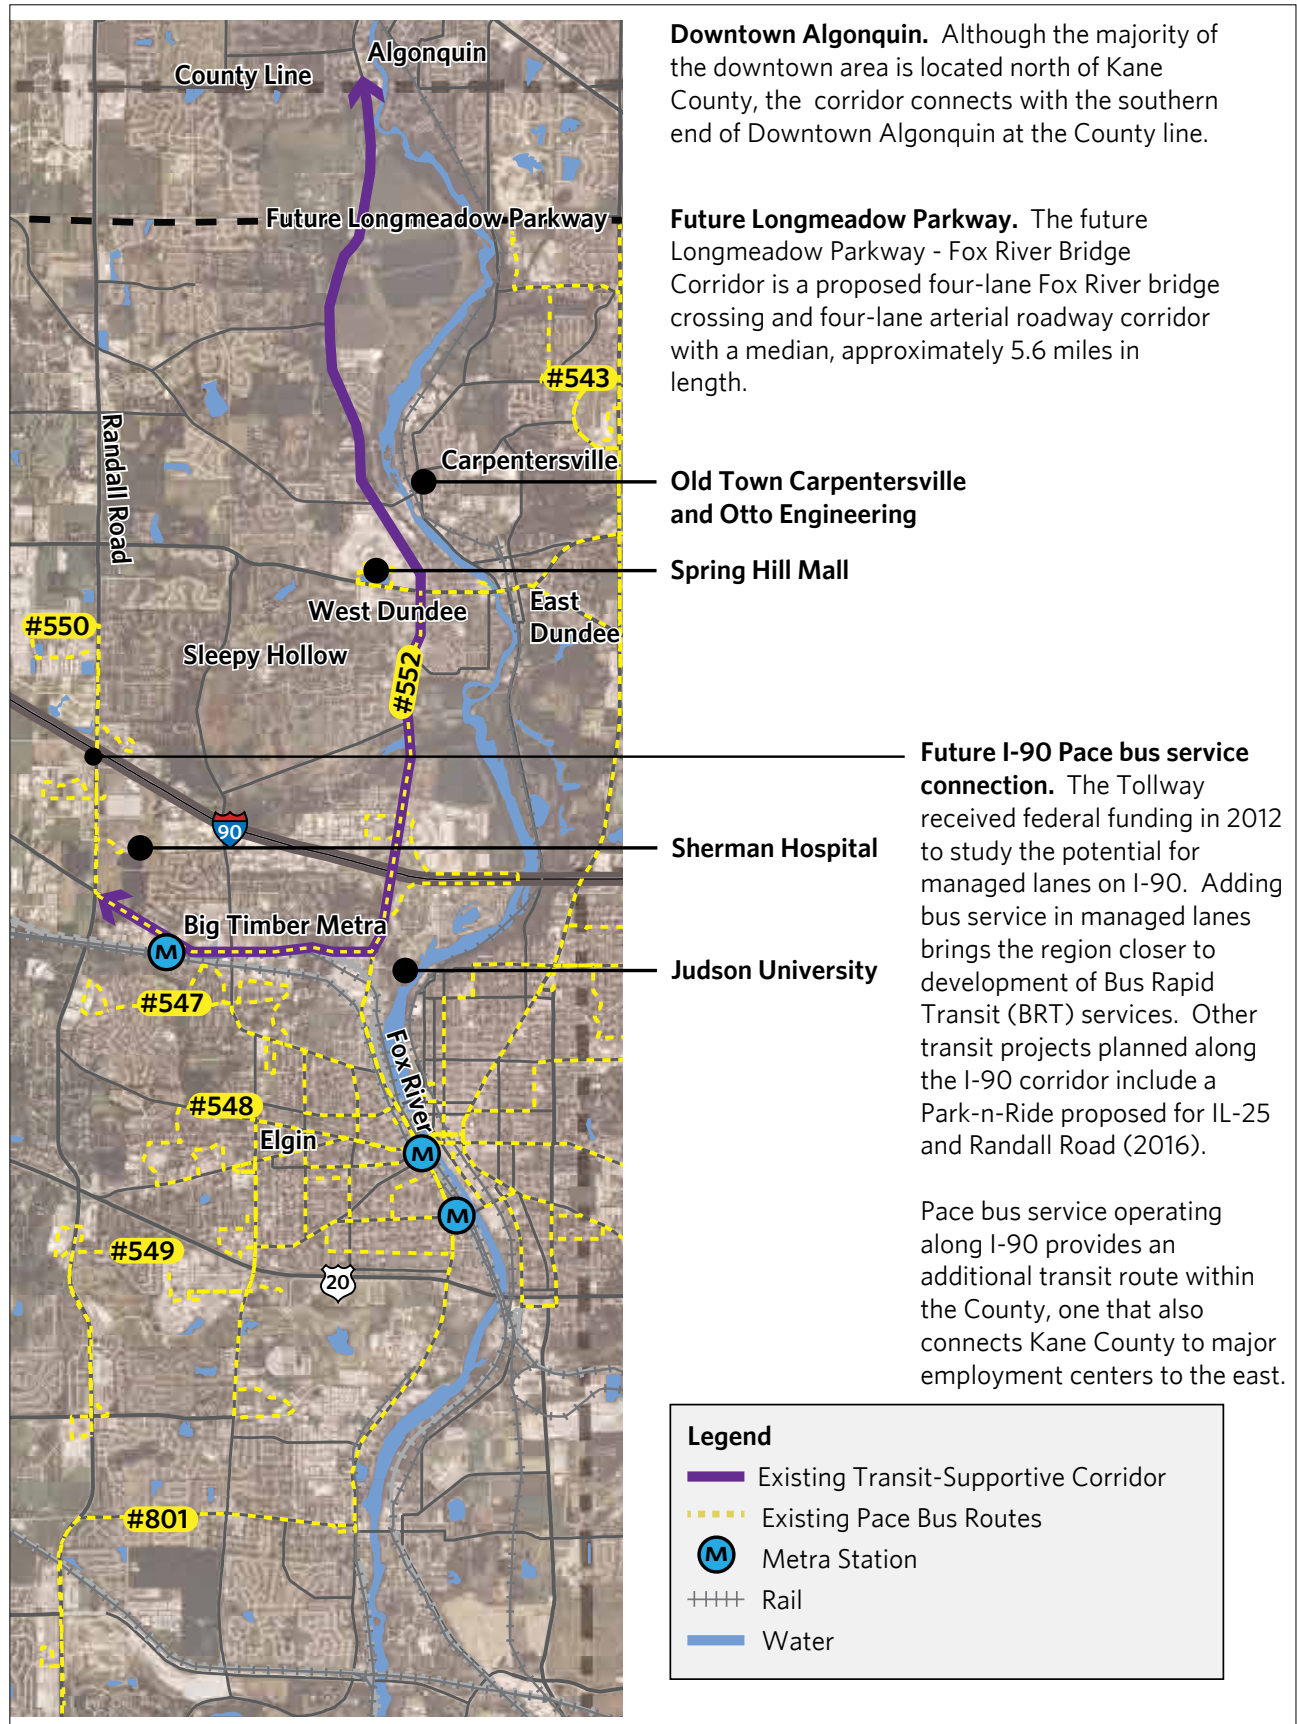 Algonquin
County Line
Future Longmeadow Parkway
#543
Randall Road
Carpentersville
West Dundee
East
Dundee
#550
Sleepy Hollow
#552
90
Big Timber Metra
M
#547
Fox River
#548
Elgin
M
M
#549
20
#801
Downtown Algonquin. Although the majority of
the downtown area is located north of Kane
County, the corridor connects with the southern
end of Downtown Algonquin at the County line.
Future Longmeadow Parkway. The future
Longmeadow Parkway - Fox River Bridge
Corridor is a proposed four-lane Fox River bridge
crossing and four-lane arterial roadway corridor
with a median, approximately 5.6 miles in
length.
Old Town Carpentersville
and Otto Engineering
Spring Hill Mall
Future I-90 Pace bus service
connection. The Tollway
received federal funding in 2012
to study the potential for
managed lanes on I-90. Adding
bus service in managed lanes
brings the region closer to
development of Bus Rapid
Transit (BRT) services. Other
transit projects planned along
the I-90 corridor include a
Park-n-Ride proposed for IL-25
and Randall Road (2016).
Pace bus service operating
along I-90 provides an
additional transit route within
the County, one that also
connects Kane County to major
employment centers to the east.
Sherman Hospital
Judson University
Legend
Existing Transit-Supportive Corridor
Existing Pace Bus Routes
M Metra Station
Rail
Water